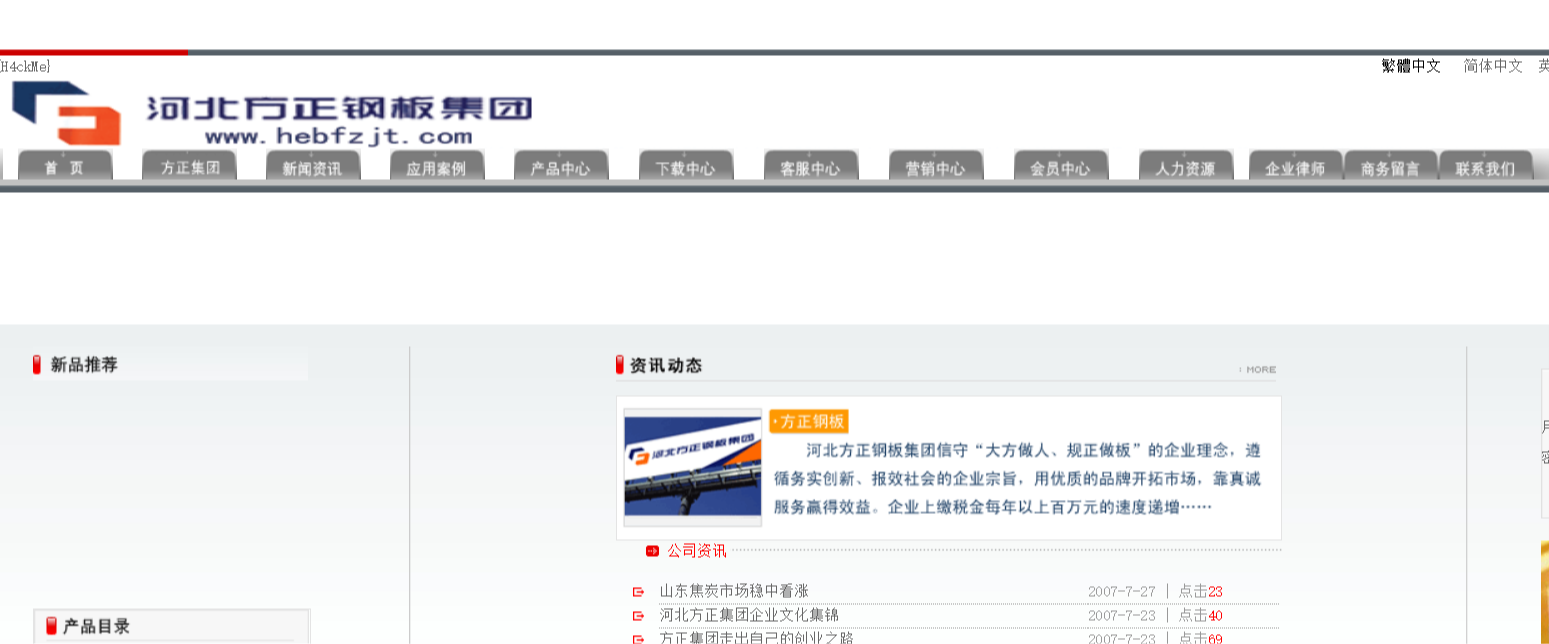 {H4ckMe}
繁體中文 简体中文 英
河北方正钢板集团
www.hebfzjt.com
首 页 方正集团 新闻资讯 应用案例 产品中心 下载中心 客服中心 营销中心 会员中心 人力资源 企业律师 商务留言 联系我们
新品推荐
资讯动态
MORE
河北方正钢板集团
·方正钢板
河北方正钢板集团信守“大方做人、规正做板”的企业理念，遵
循务实创新、报效社会的企业宗旨，用优质的品牌开拓市场，靠真诚
服务赢得效益。企业上缴税金每年以上百万元的速度递增……
公司资讯
山东焦炭市场稳中看涨 2007-7-27 | 点击23
河北方正集团企业文化集锦 2007-7-23 | 点击40
方正集团走出自己的创业之路 2007-7-23 | 点击69
产品目录